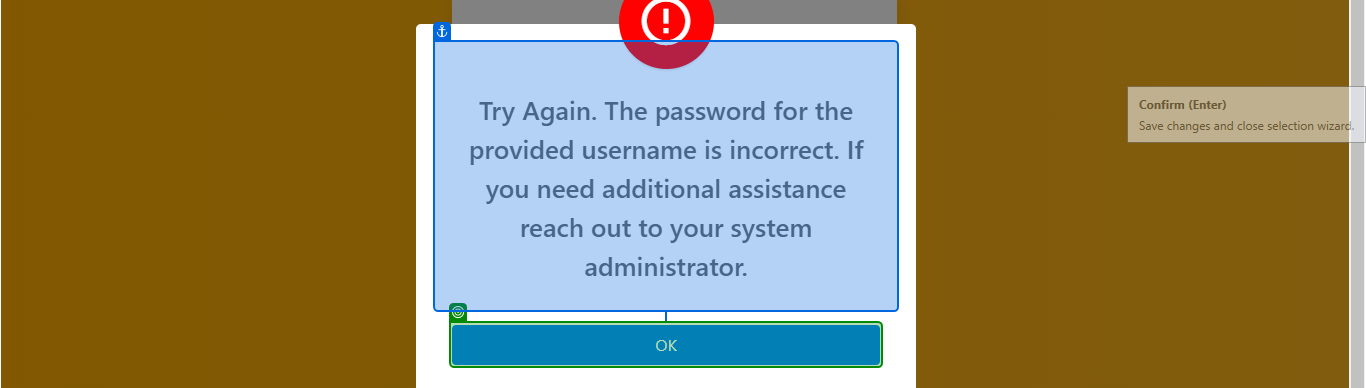 Try Again. The password for the
provided username is incorrect. If
you need additional assistance
reach out to your system
administrator.
OK
Confirm (Enter)
Save changes and close selection wizard.